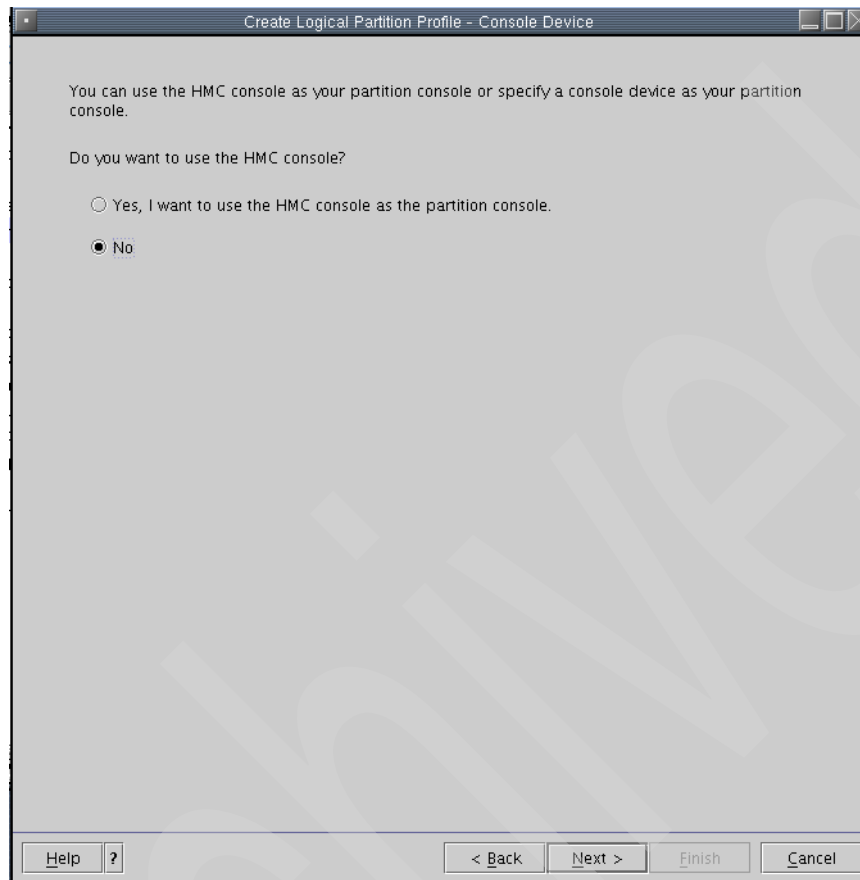 Create Logical Partition Profile - Console Device
You can use the HMC console as your partition console or specify a console device as your partition
console.
Do you want to use the HMC console?
Yes, I want to use the HMC console as the partition console.
No
Help ? < Back Next > Finish Cancel